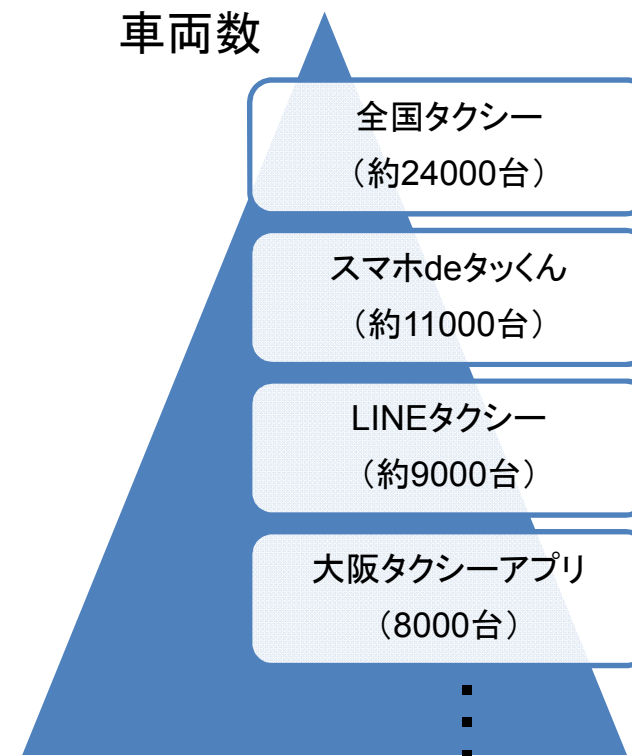 車両数
全国タクシー
（約24000台）
スマホdeタッくん
（約11000台）
LINEタクシー
（約9000台）
大阪タクシーアプリ
（8000台）